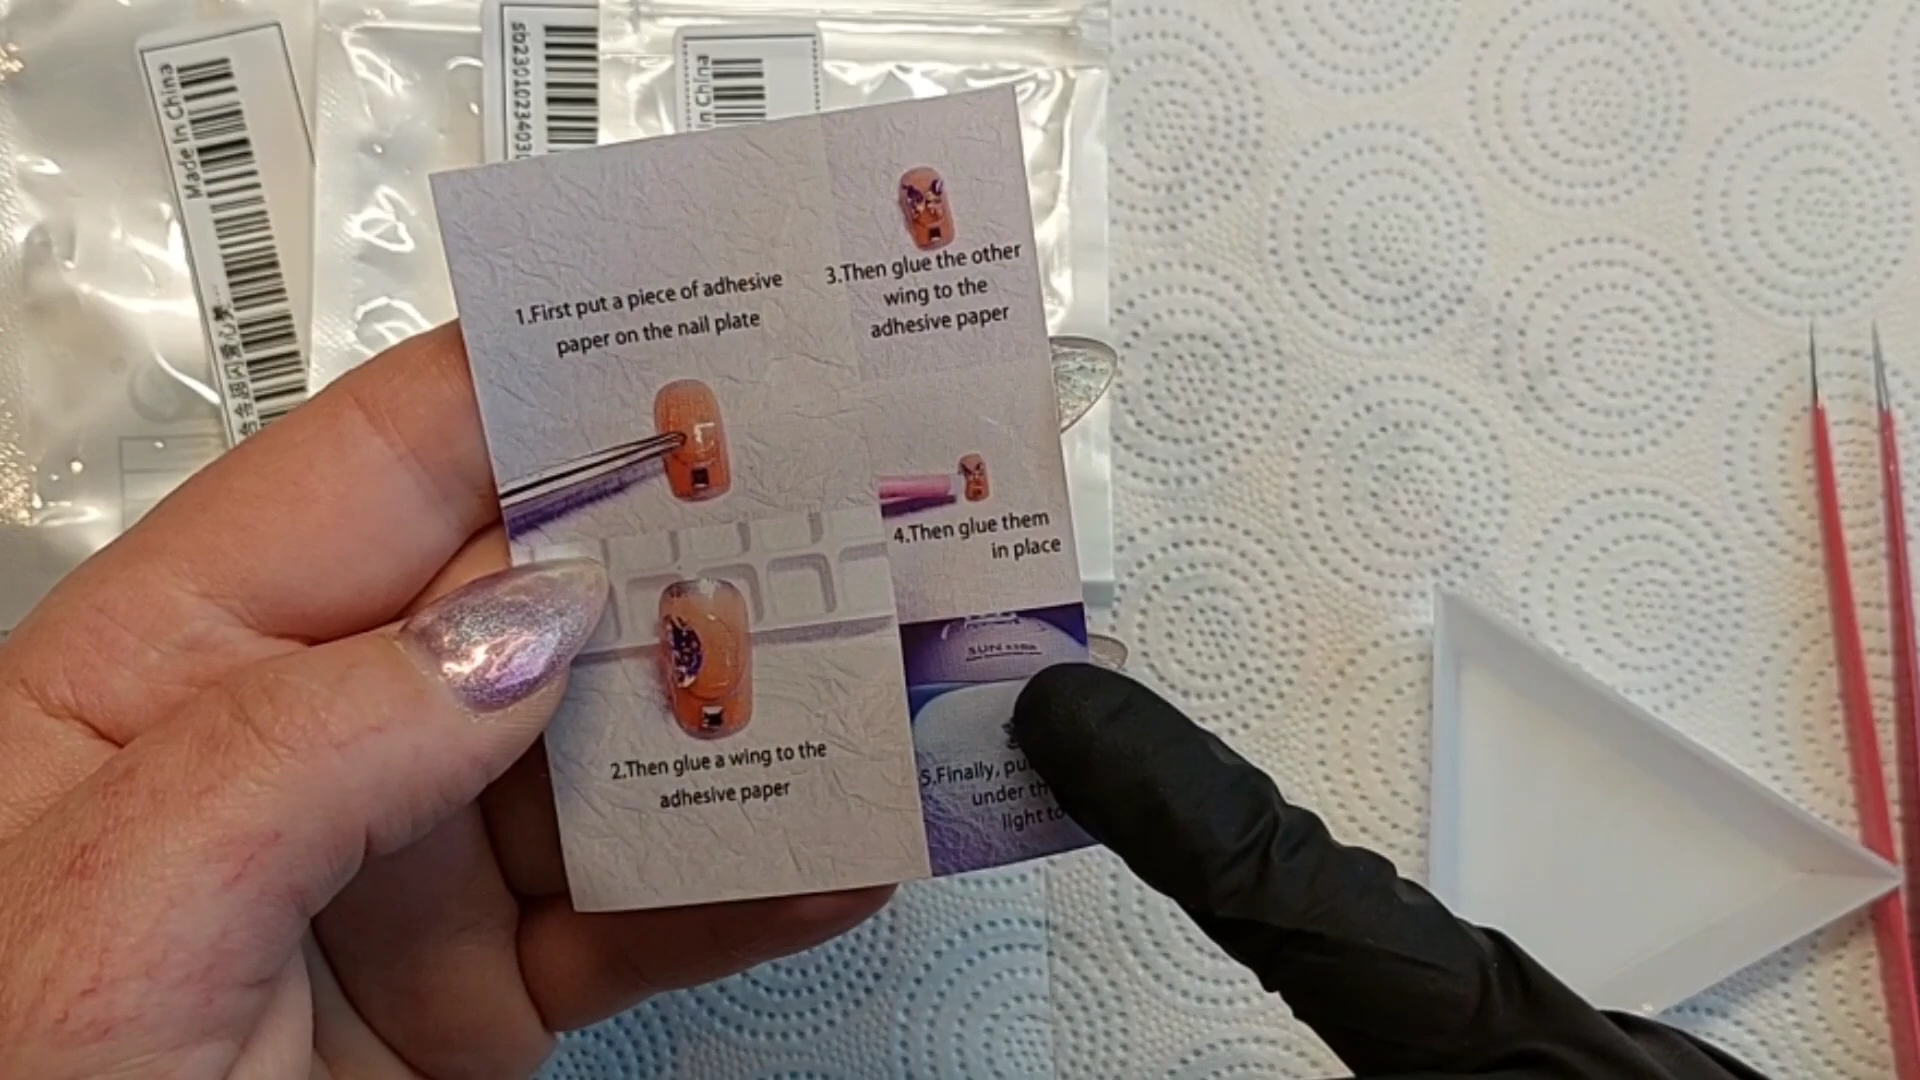 Made In China
sb23010234030
China
1.First put a piece of adhesive
paper on the nail plate
2.Then glue a wing to the
adhesive paper
3.Then glue the other
wing to the
adhesive paper
4.Then glue them
in place
SUN
5.Finally, pu
under th
light to